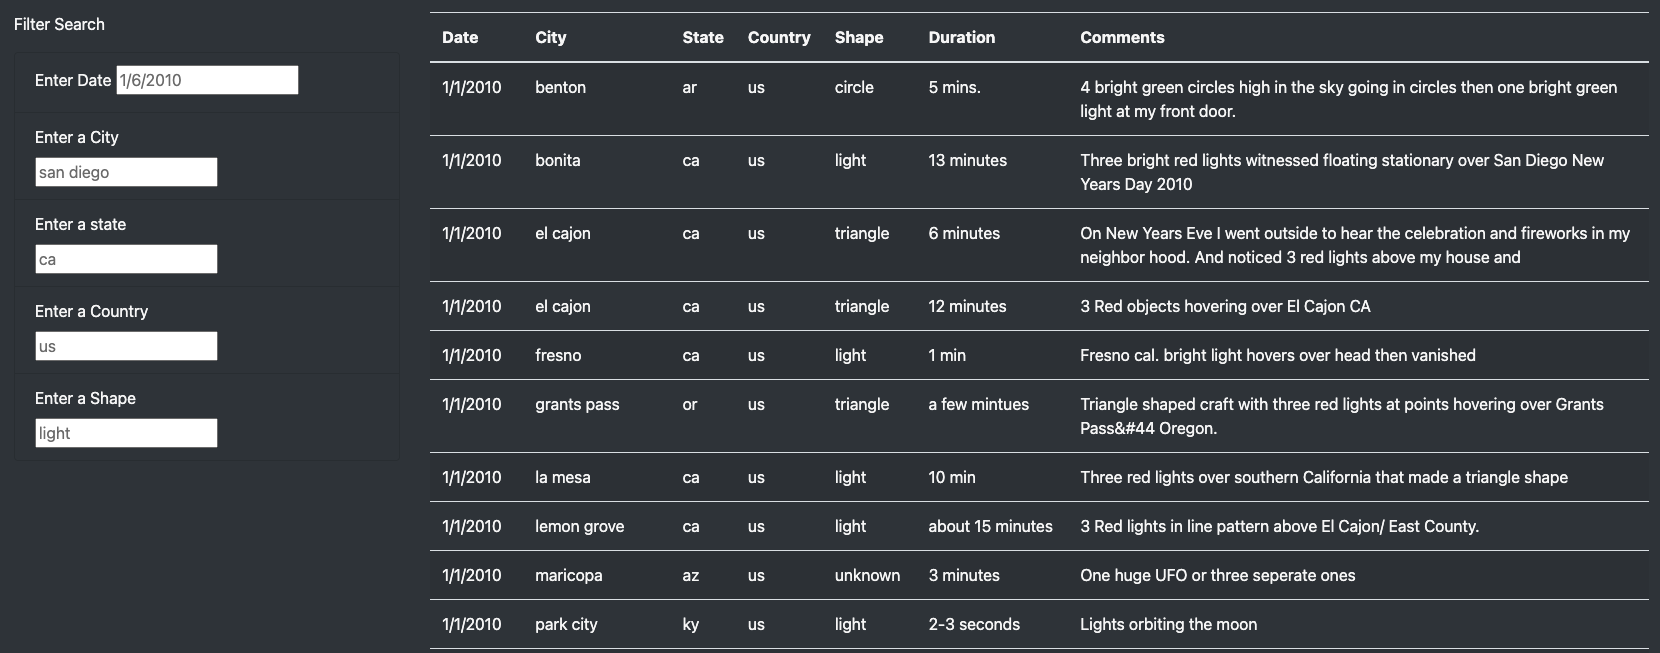 Filter Search
Enter Date 1/6/2010
Enter a City
san diego
Enter a state
ca
Enter a Country
us
Enter a Shape
light
Date City State Country Shape Duration Comments
1/1/2010 benton ar us circle 5 mins. 4 bright green circles high in the sky going in circles then one bright green
light at my front door.
1/1/2010 bonita ca us light 13 minutes Three bright red lights witnessed floating stationary over San Diego New
Years Day 2010
1/1/2010 el cajon ca us triangle 6 minutes On New Years Eve I went outside to hear the celebration and fireworks in my
neighbor hood. And noticed 3 red lights above my house and
1/1/2010 el cajon ca us triangle 12 minutes 3 Red objects hovering over El Cajon CA
1/1/2010 fresno ca us light 1 min Fresno cal. bright light hovers over head then vanished
1/1/2010 grants pass or us triangle a few mintues Triangle shaped craft with three red lights at points hovering over Grants
Pass&#44 Oregon.
1/1/2010 la mesa ca us light 10 min Three red lights over southern California that made a triangle shape
1/1/2010 lemon grove ca us light about 15 minutes 3 Red lights in line pattern above El Cajon/ East County.
1/1/2010 maricopa az us unknown 3 minutes One huge UFO or three seperate ones
1/1/2010 park city ky us light 2-3 seconds Lights orbiting the moon